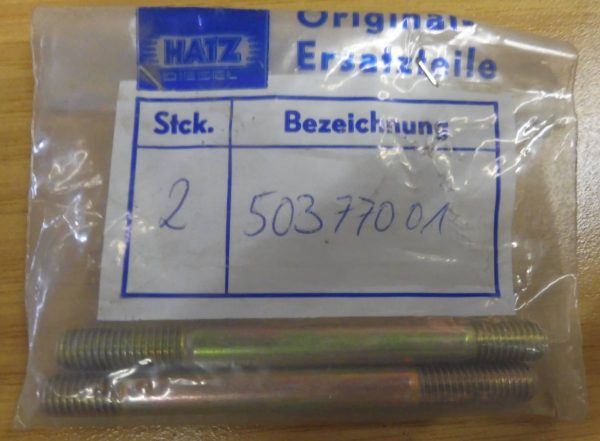 Original-
HATZ
DIESEL
Ersatzteile
Stck. Bezeichnung
2 50377001